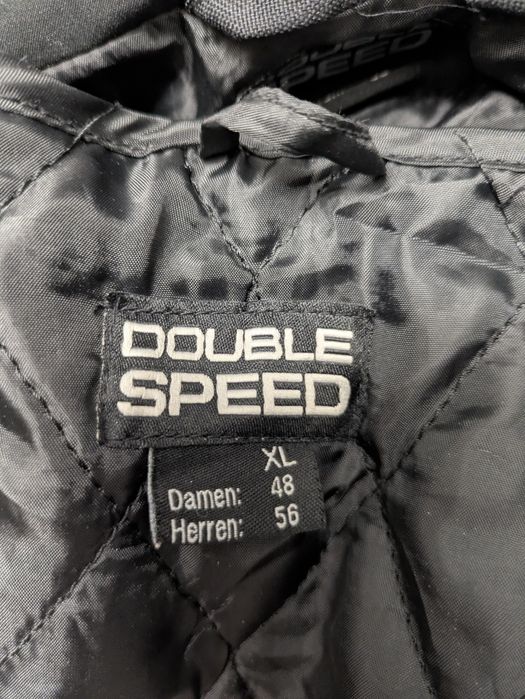 DOUBLE
SPEED
DOUBLE
SPEED
XL
Damen: 48
Herren: 56